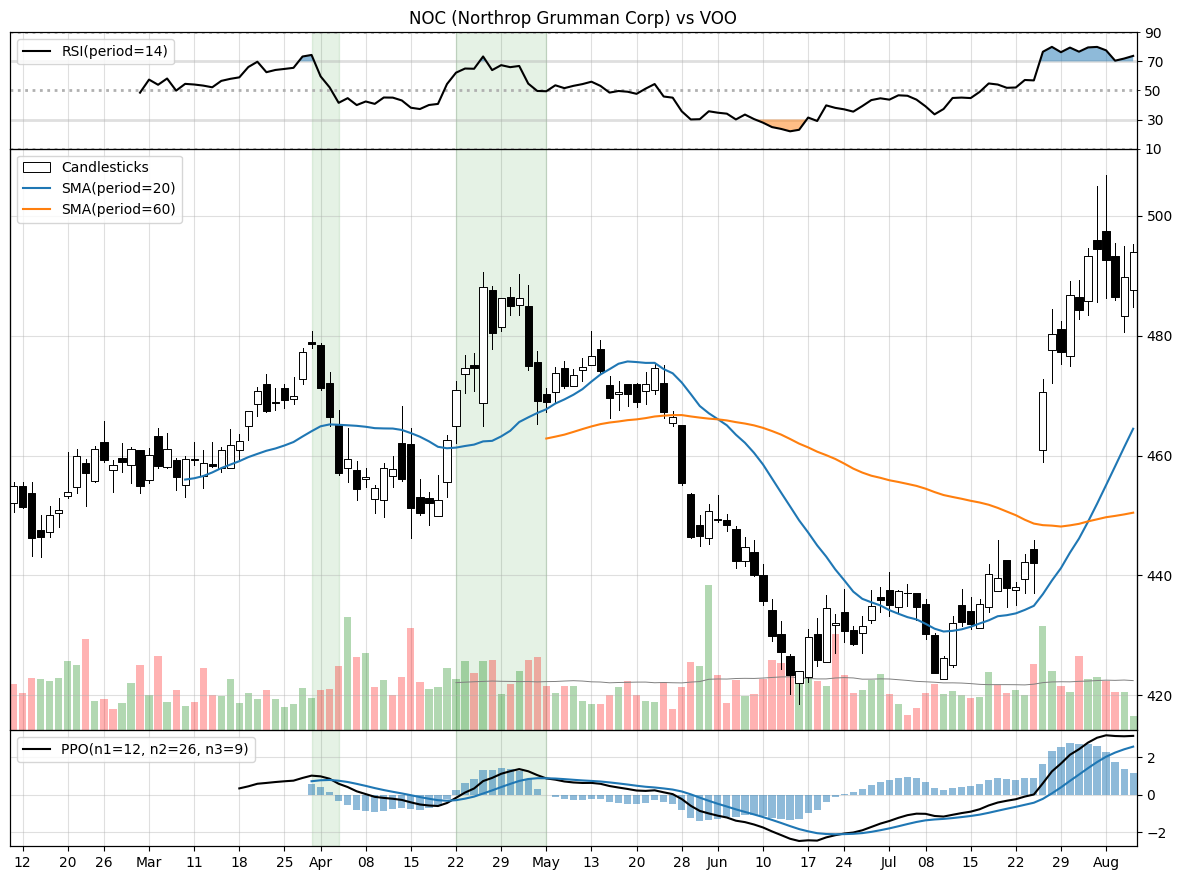 NOC (Northrop Grumman Corp) vs VOO
RSI(period=14)
90
70
50
30
10
Candlesticks
SMA(period=20)
SMA(period=60)
500
480
460
440
420
PPO(n1=12, n2=26, n3=9)
2
0
−2
12 20 26 Mar 11 18 25 Apr 08 15 22 29 May 13 20 28 Jun 10 17 24 Jul 08 15 22 29 Aug